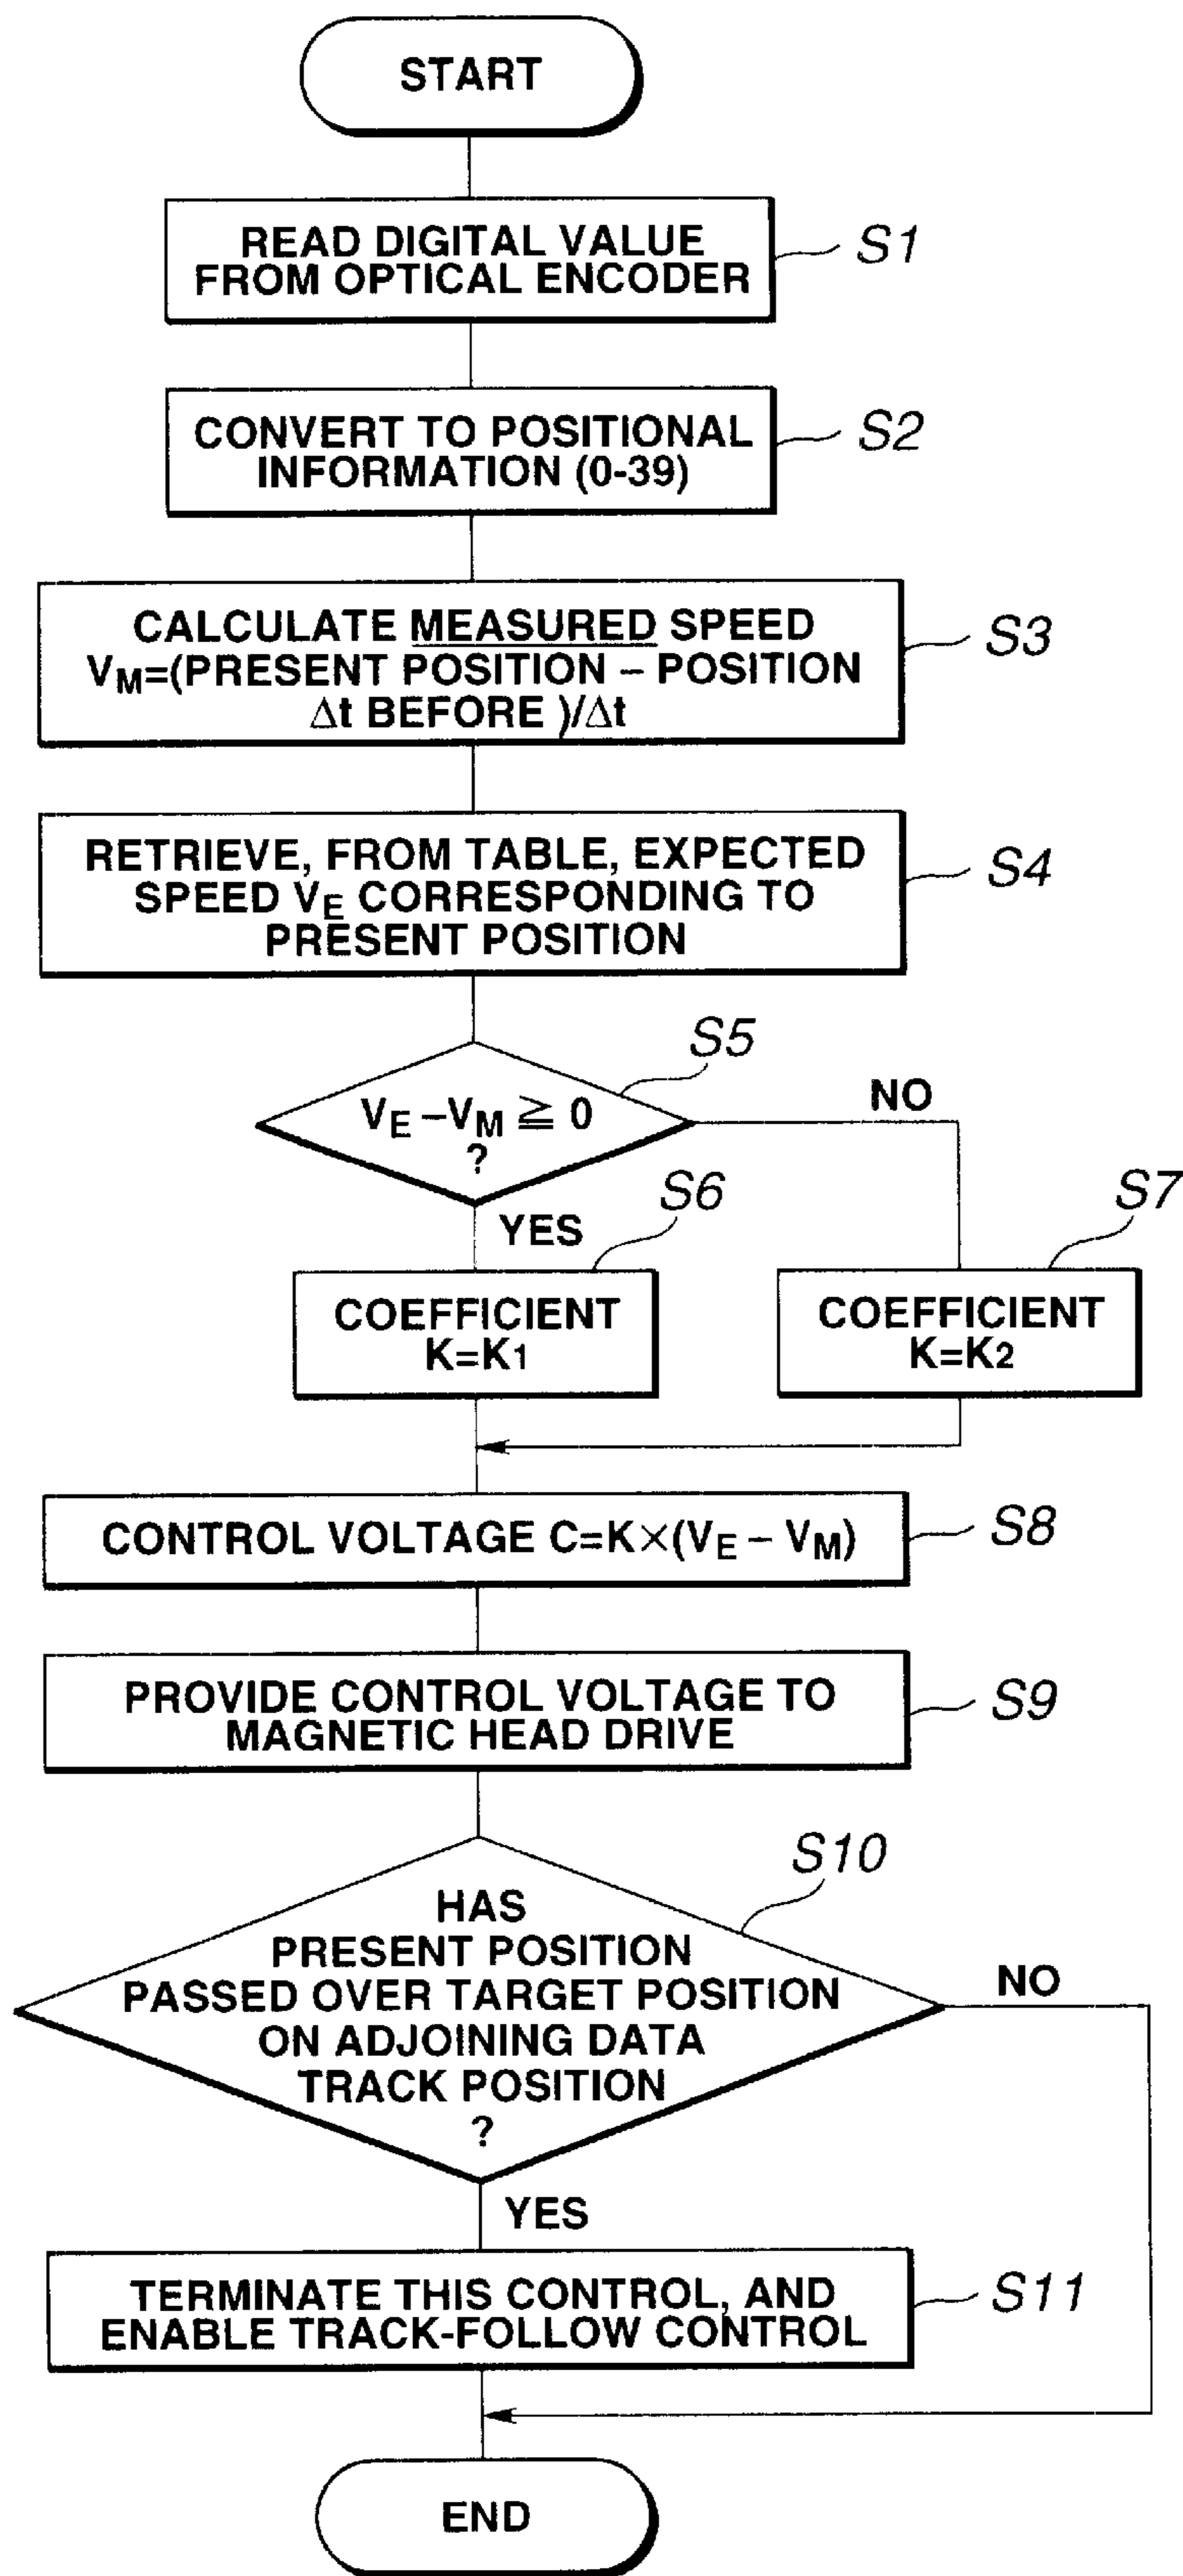 START
READ DIGITAL VALUE
FROM OPTICAL ENCODER
S1
CONVERT TO POSITIONAL
INFORMATION (0-39)
S2
CALCULATE MEASURED SPEED
VM=(PRESENT POSITION – POSITION
Δt BEFORE )/Δt
S3
RETRIEVE, FROM TABLE, EXPECTED
SPEED VE CORRESPONDING TO
PRESENT POSITION
S4
VE –VM ≧ 0
?
S5
NO
YES
S6
COEFFICIENT
K=K1
S7
COEFFICIENT
K=K2
CONTROL VOLTAGE C=K×(VE – VM)
S8
PROVIDE CONTROL VOLTAGE TO
MAGNETIC HEAD DRIVE
S9
HAS
PRESENT POSITION
PASSED OVER TARGET POSITION
ON ADJOINING DATA
TRACK POSITION
?
S10
NO
YES
TERMINATE THIS CONTROL, AND
ENABLE TRACK-FOLLOW CONTROL
S11
END